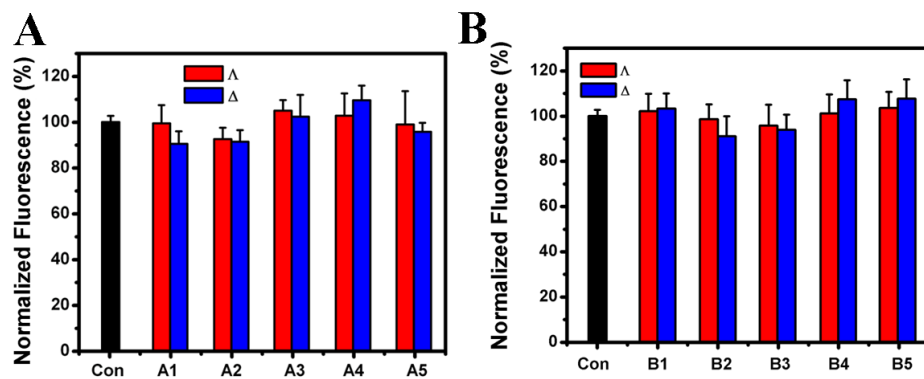 A
Normalized Fluorescence (%)
120
100
80
60
40
20
0
Λ
Δ
Con A1 A2 A3 A4 A5
B
Normalized Fluorescence (%)
120
100
80
60
40
20
0
Λ
Δ
Con B1 B2 B3 B4 B5